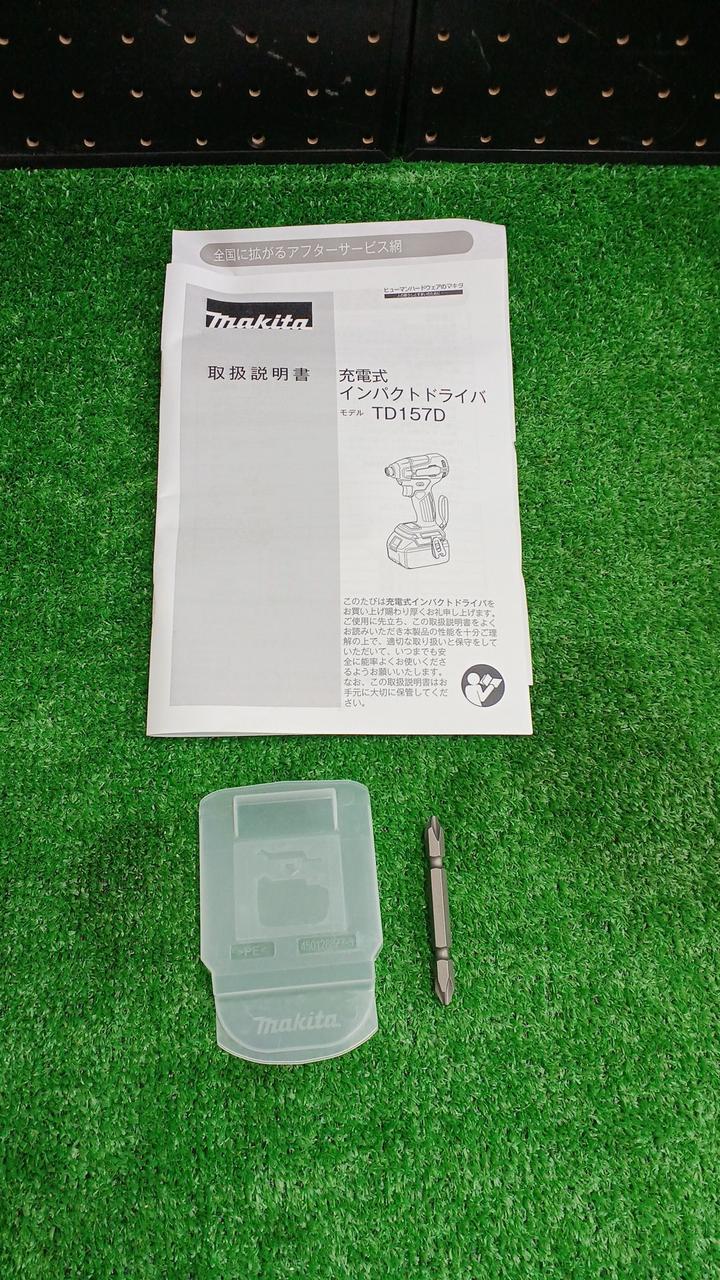 全国に拡がるアフターサービス網
ヒューマンハードウェアのマキタ
makita
取扱説明書
充電式
インパクトドライバ
モデル TD157D
このたびは充電式インパクトドライバを
お買い上げ賜わり厚くお礼申し上げます。
ご使用に先立ち、この取扱説明書をよく
お読みいただき本製品の性能を十分ご理
解の上で、適切な取り扱いと保守をして
いただいて、いつまでも安
全に能率よくお使いくださ
るようお願いいたします。
なお、この取扱説明書はお
手元に大切に保管してくだ
さい。
>PE<
makita